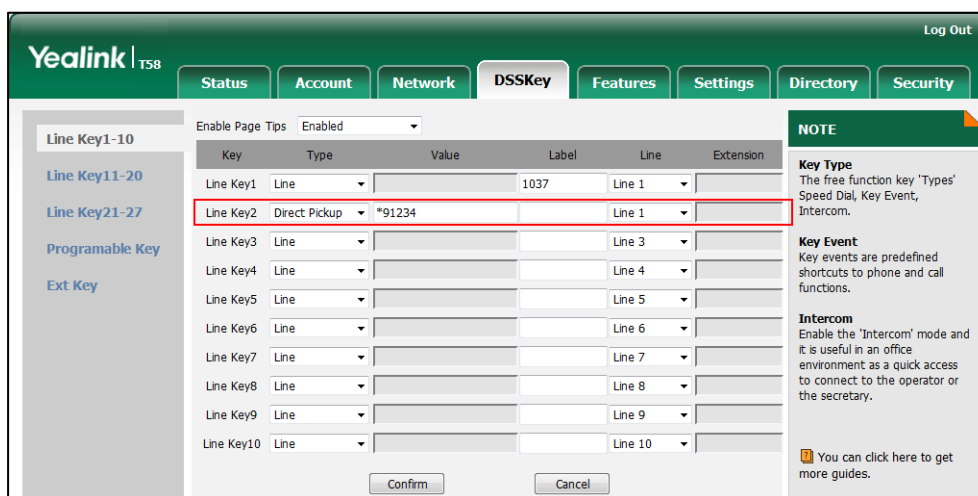 Log Out
Yealink | T58
Status Account Network DSSKey Features Settings Directory Security
Line Key1-10
Line Key11-20
Line Key21-27
Programable Key
Ext Key
Enable Page Tips Enabled
Key Type Value Label Line Extension
Line Key1 Line 1037 Line 1
Line Key2 Direct Pickup *91234 Line 1
Line Key3 Line Line 3
Line Key4 Line Line 4
Line Key5 Line Line 5
Line Key6 Line Line 6
Line Key7 Line Line 7
Line Key8 Line Line 8
Line Key9 Line Line 9
Line Key10 Line Line 10
Confirm Cancel
NOTE
Key Type
The free function key 'Types'
Speed Dial, Key Event,
Intercom.
Key Event
Key events are predefined
shortcuts to phone and call
functions.
Intercom
Enable the 'Intercom' mode and
it is useful in an office
environment as a quick access
to connect to the operator or
the secretary.
You can click here to get
more guides.